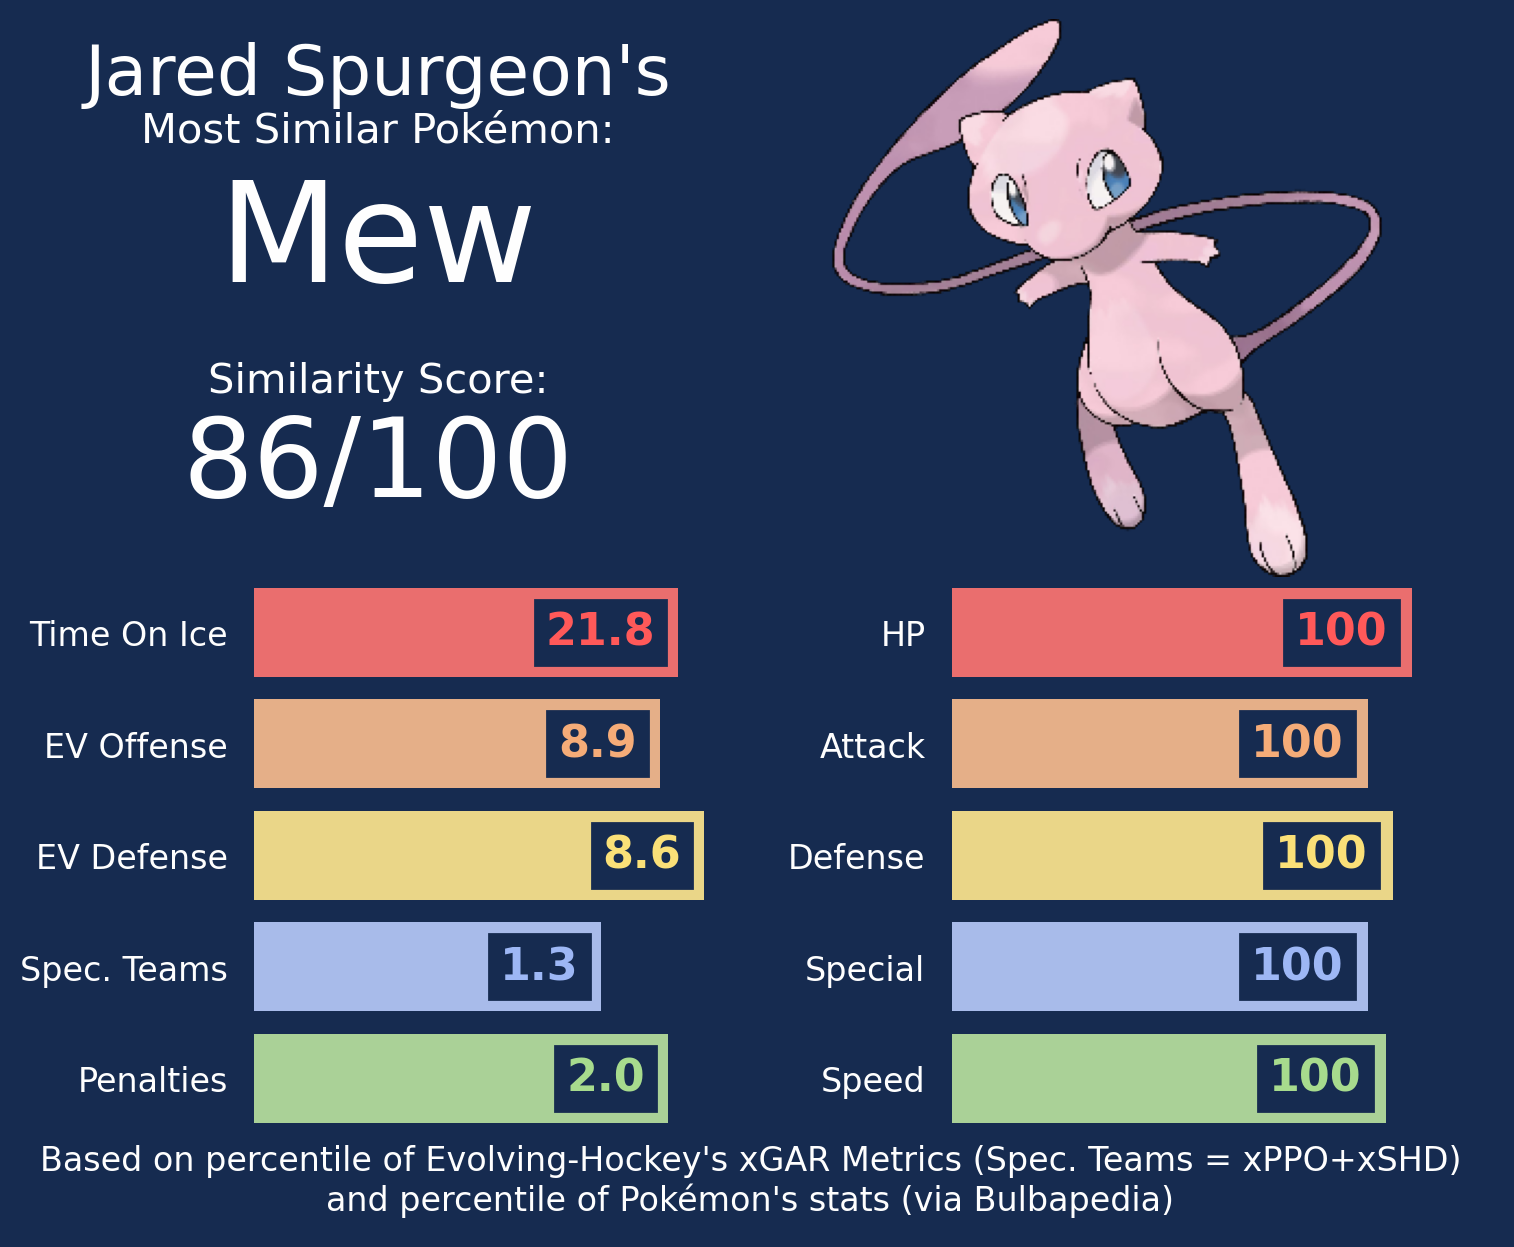 Jared Spurgeon's
Most Similar Pokémon:
Mew
Similarity Score:
86/100
Time On Ice 21.8
EV Offense 8.9
EV Defense 8.6
Spec. Teams 1.3
Penalties 2.0
HP 100
Attack 100
Defense 100
Special 100
Speed 100
Based on percentile of Evolving-Hockey's xGAR Metrics (Spec. Teams = xPPO+xSHD)
and percentile of Pokémon's stats (via Bulbapedia)